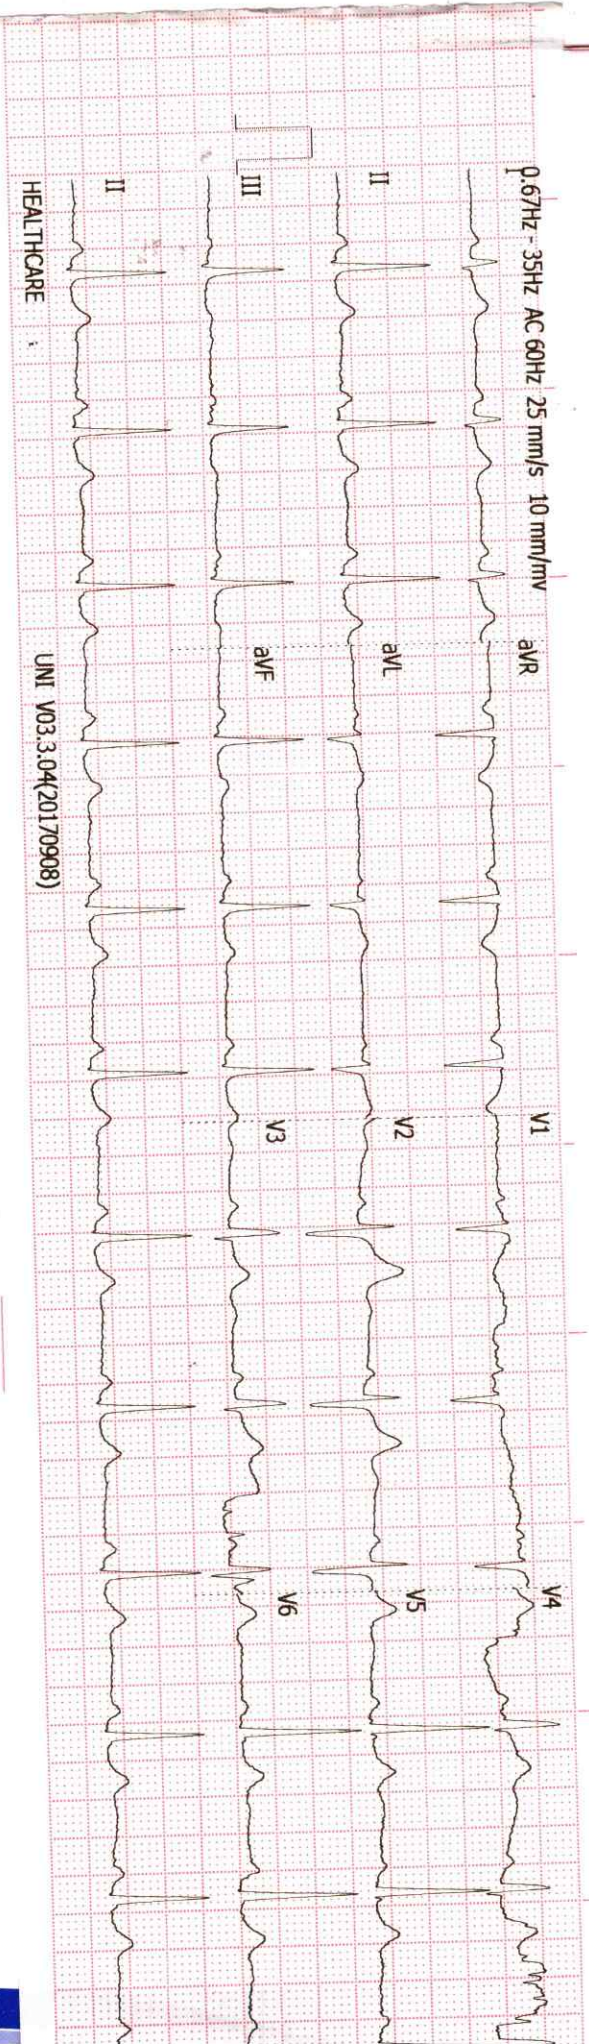 0.67Hz - 35Hz AC 60Hz 25 mm/s 10 mm/mv
I aVR V1 V4
II aVL V2 V5
III aVF V3 V6
II
HEALTHCARE UNI V03.3.04(20170908)